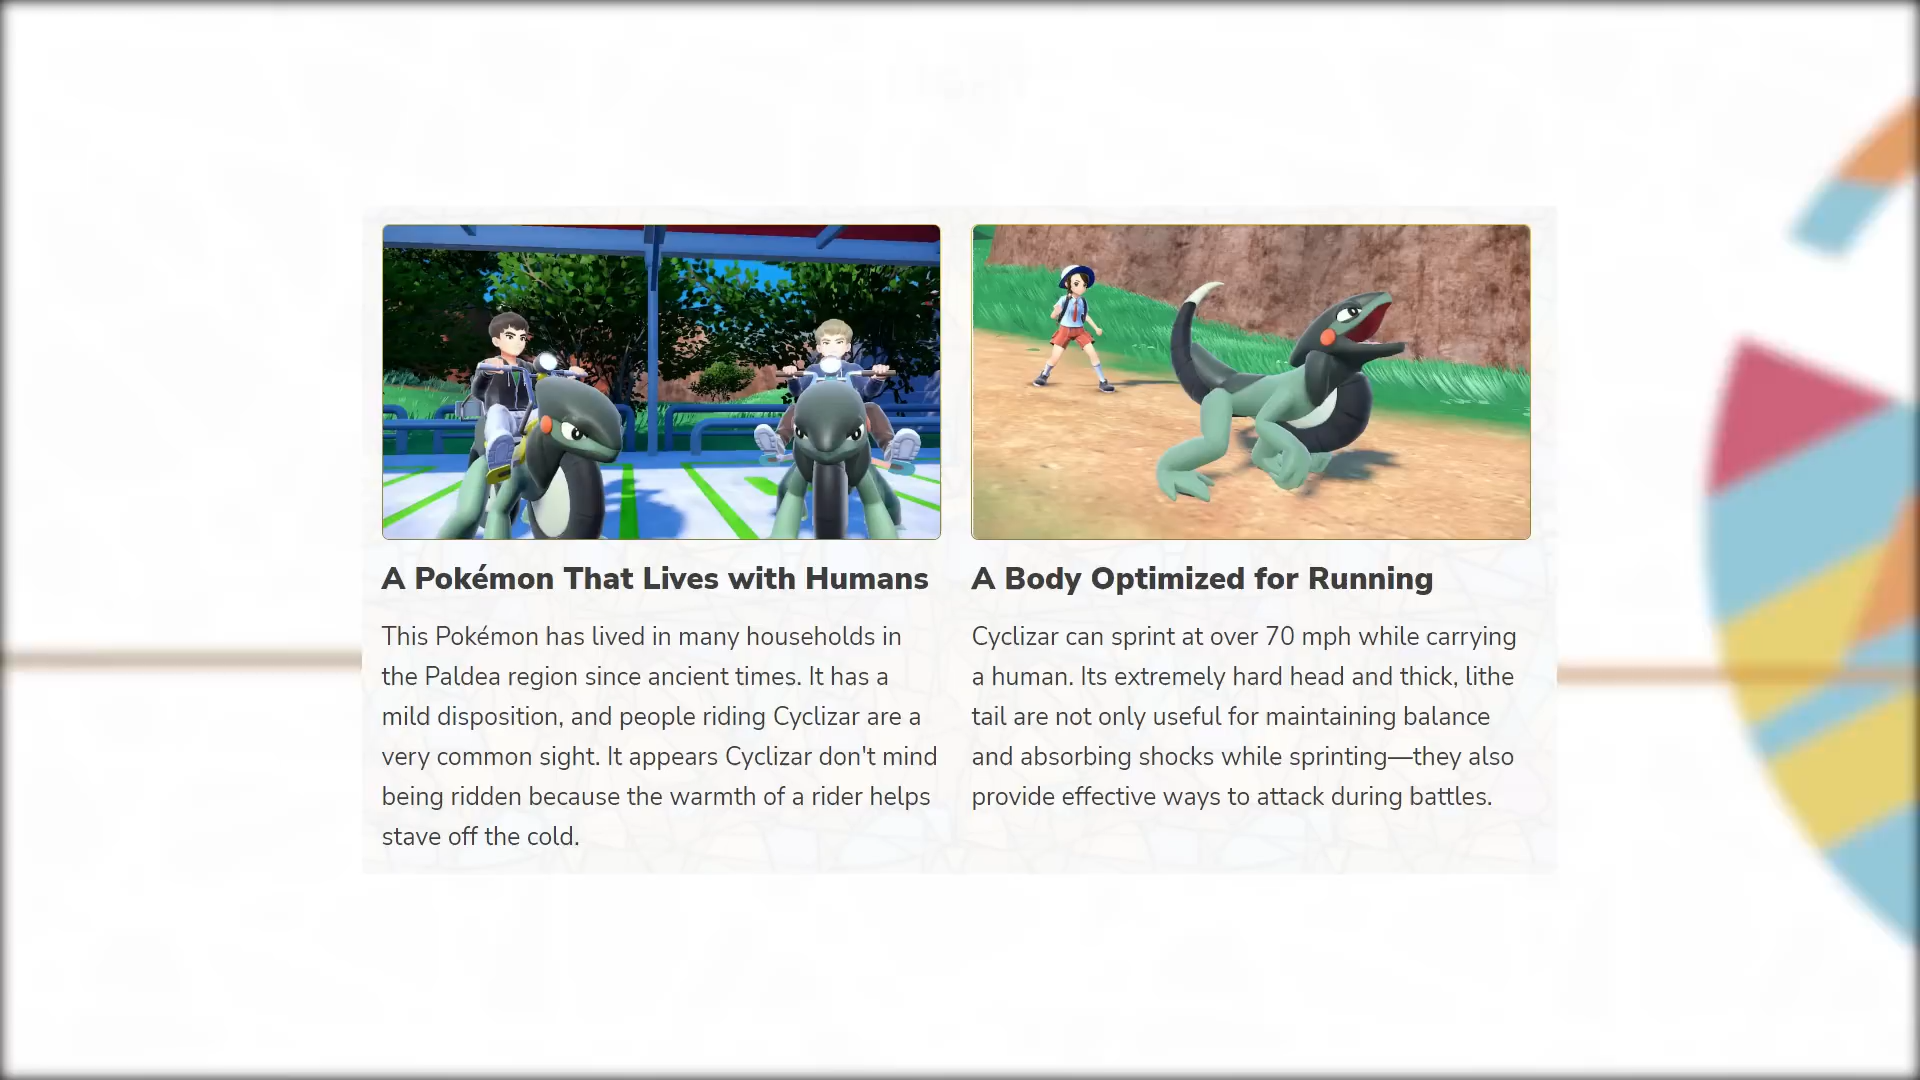 A Pokémon That Lives with Humans
This Pokémon has lived in many households in
the Paldea region since ancient times. It has a
mild disposition, and people riding Cyclizar are a
very common sight. It appears Cyclizar don't mind
being ridden because the warmth of a rider helps
stave off the cold.
A Body Optimized for Running
Cyclizar can sprint at over 70 mph while carrying
a human. Its extremely hard head and thick, lithe
tail are not only useful for maintaining balance
and absorbing shocks while sprinting—they also
provide effective ways to attack during battles.